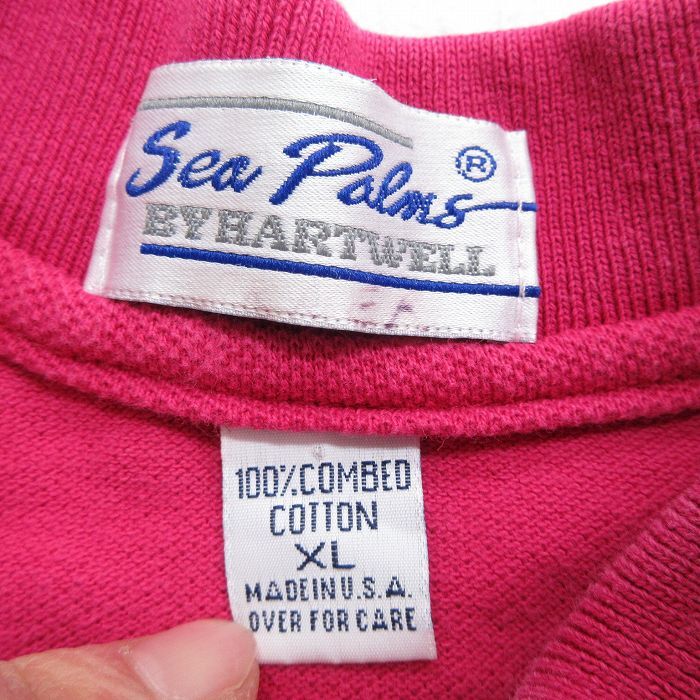 Sea Palms ®
BY HARTWELL
100% COMBED
COTTON
XL
MADE IN U.S.A.
OVER FOR CARE